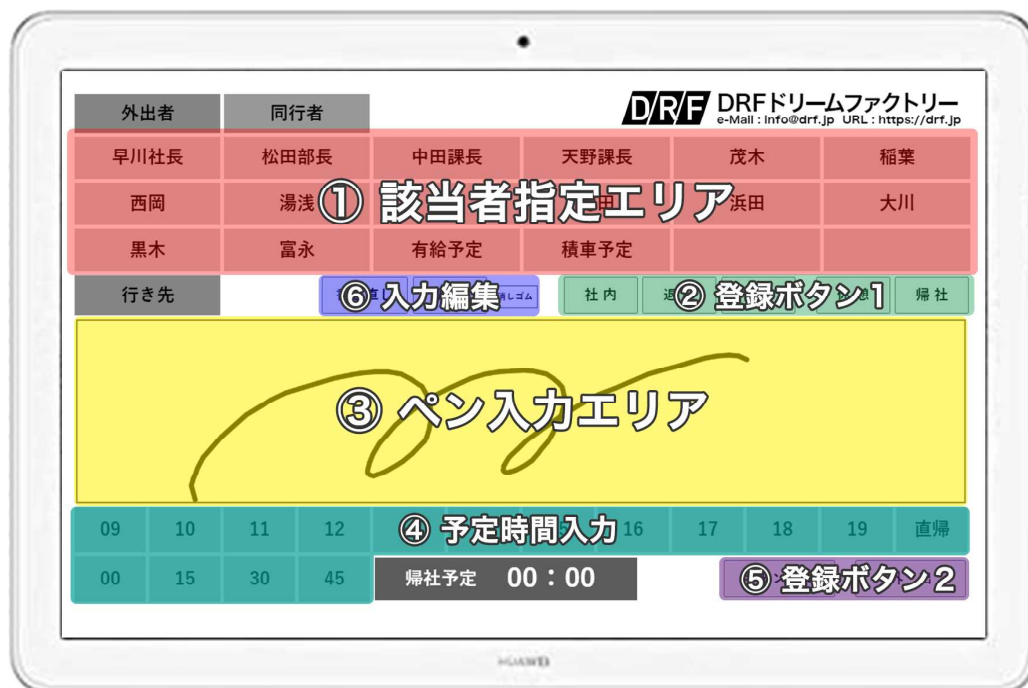 外出者 同行者 DRF DRFドリームファクトリー
e-Mail : info@drf.jp URL : https://drf.jp
早川社長 松田部長 中田課長 天野課長 茂木 稲葉
① 該当者指定エリア
西岡 湯浅 田 浜田 大川
黒木 富永 有給予定 積車予定
行き先 ⑥ 入力編集 消しゴム 社内 ② 登録ボタン1 帰社
③ ペン入力エリア
09 10 11 12 ④ 予定時間入力 16 17 18 19 直帰
00 15 30 45 帰社予定 00:00 ⑤ 登録ボタン2
HUAWEI